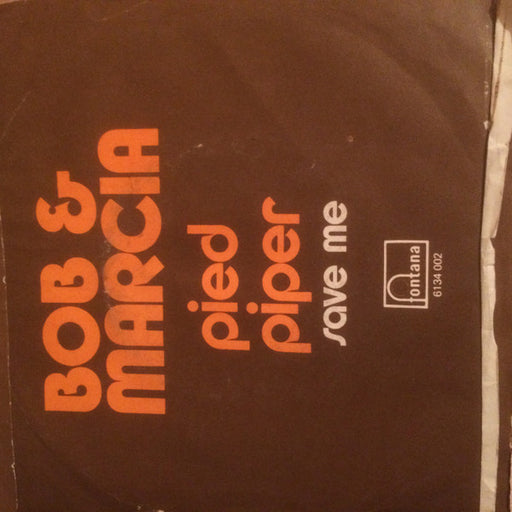 BOB &
MARCIA
pied
piper
save me
fontana
6134 002